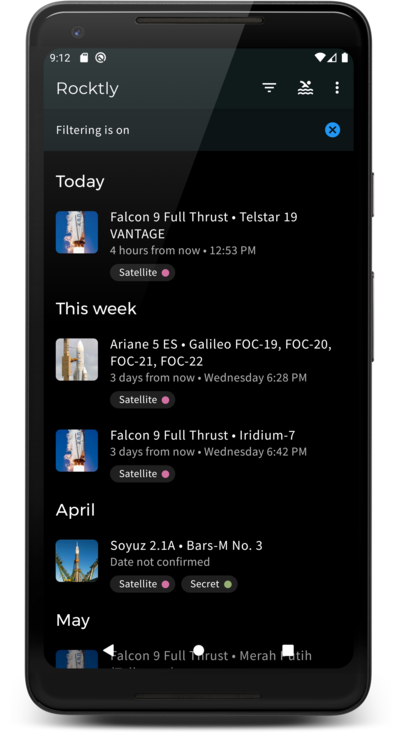 9:12
Rocktly
Filtering is on
Today
Falcon 9 Full Thrust • Telstar 19
VANTAGE
4 hours from now • 12:53 PM
Satellite
This week
Ariane 5 ES • Galileo FOC-19, FOC-20,
FOC-21, FOC-22
3 days from now • Wednesday 6:28 PM
Satellite
Falcon 9 Full Thrust • Iridium-7
3 days from now • Wednesday 6:42 PM
Satellite
April
Soyuz 2.1A • Bars-M No. 3
Date not confirmed
Satellite Secret
May
Falcon 9 Full Thrust • Merah Putih